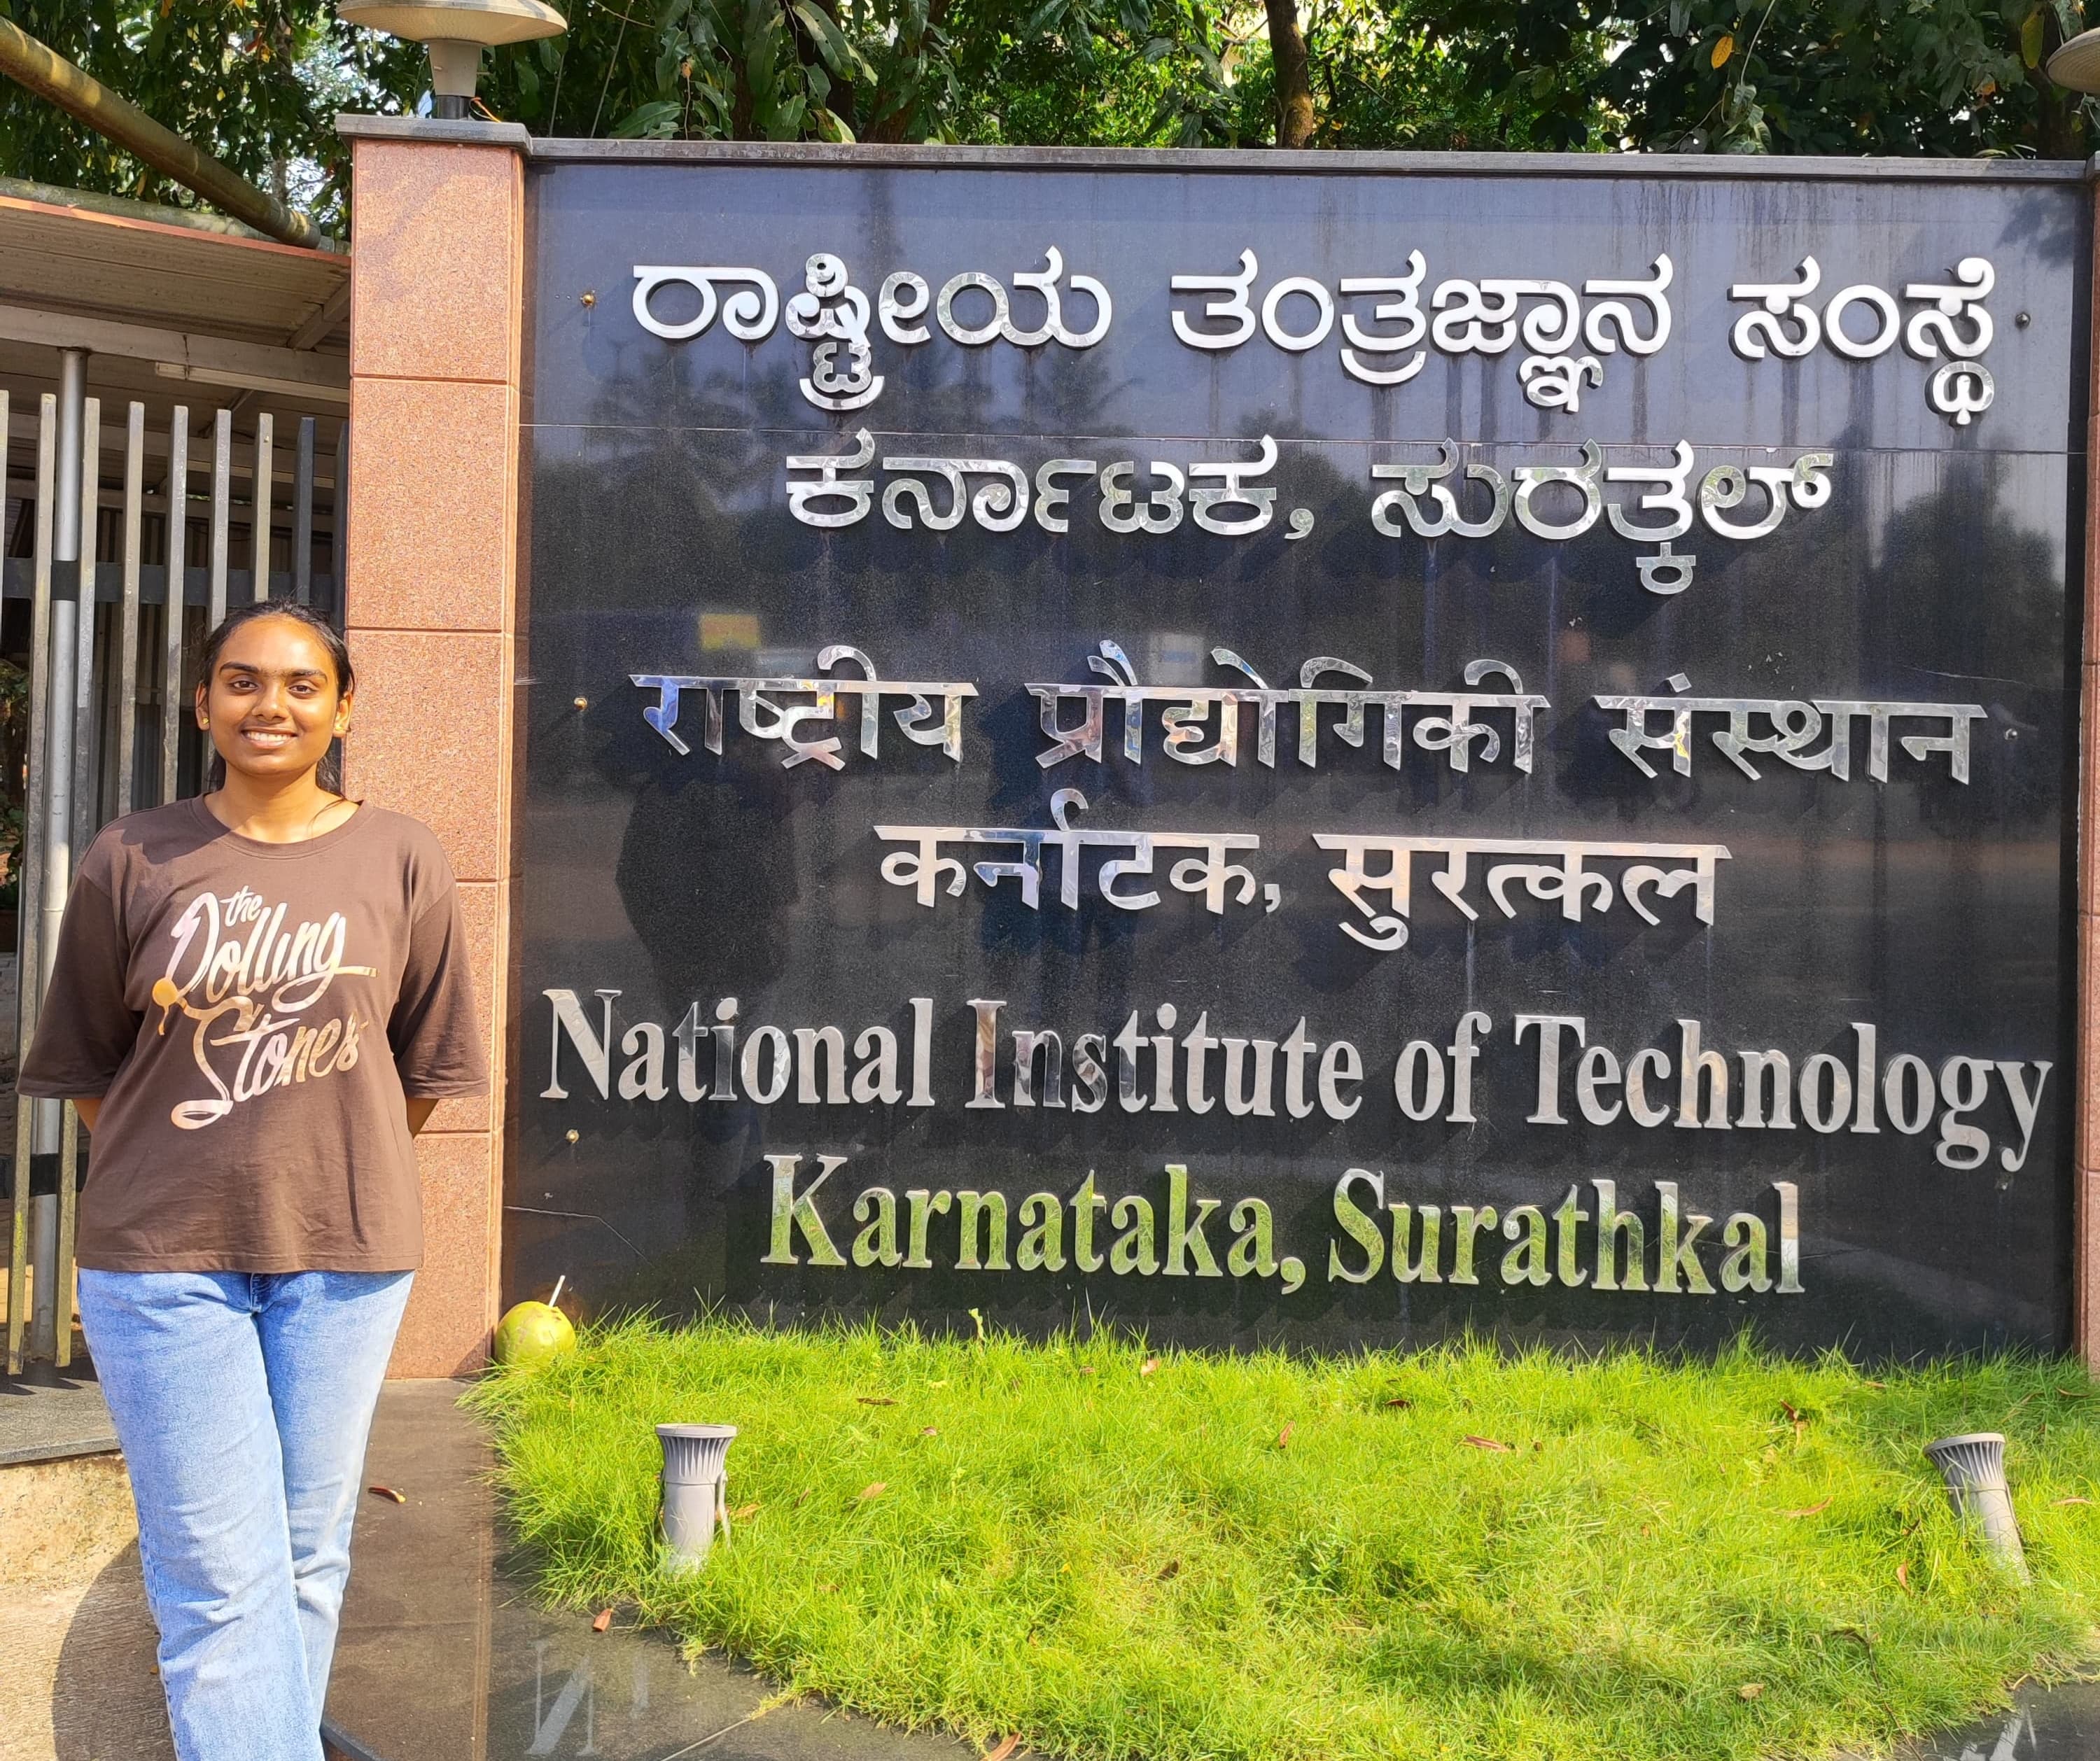 ರಾಷ್ಟ್ರೀಯ ತಂತ್ರಜ್ಞಾನ ಸಂಸ್ಥೆ
ಕರ್ನಾಟಕ, ಸುರತ್ಕಲ್
राष्ट्रीय प्रौद्योगिकी संस्थान
कर्नाटक, सुरत्कल
National Institute of Technology
Karnataka, Surathkal
the
Rolling
Stones